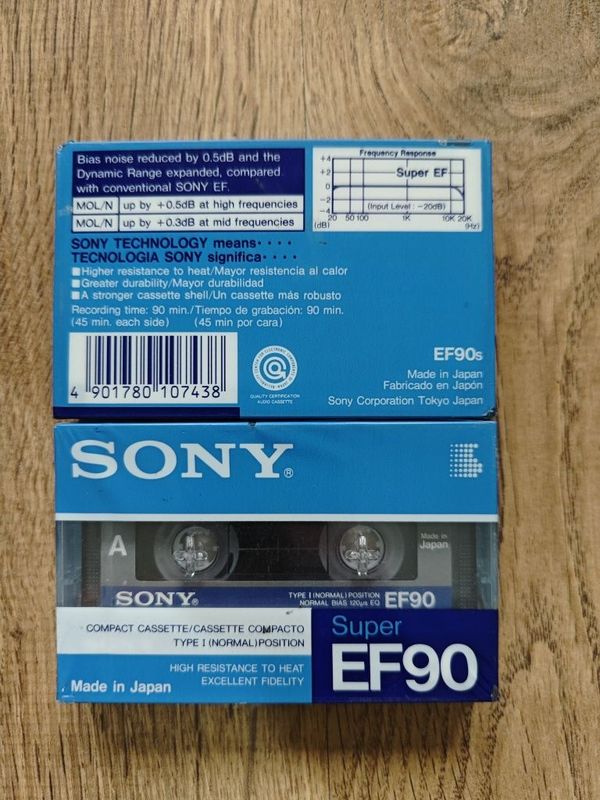 Bias noise reduced by 0.5dB and the
Dynamic Range expanded, compared
with conventional SONY EF.
MOL/N up by +0.5dB at high frequencies
MOL/N up by +0.3dB at mid frequencies
Frequency Response
Super EF
(Input Level : −20dB)
+4
+2
0
−2
−4
(dB)
20 50 100 1K 10K 20K
(Hz)
SONY TECHNOLOGY means····
TECNOLOGIA SONY significa····
■Higher resistance to heat/Mayor resistencia al calor
■Greater durability/Mayor durabilidad
■A stronger cassette shell/Un cassette más robusto
Recording time: 90 min./Tiempo de grabación: 90 min.
(45 min. each side) (45 min por cara)
4 901780 107438
QUALITY CERTIFICATION
AUDIO CASSETTE
EF90s
Made in Japan
Fabricado en Japón
Sony Corporation Tokyo Japan
SONY®
A
Made in
Japan
SONY®
TYPE I (NORMAL) POSITION
NORMAL BIAS 120μs EQ
EF90
COMPACT CASSETTE/CASSETTE COMPACTO
TYPE I (NORMAL) POSITION
HIGH RESISTANCE TO HEAT
EXCELLENT FIDELITY
Made in Japan
Super
EF90